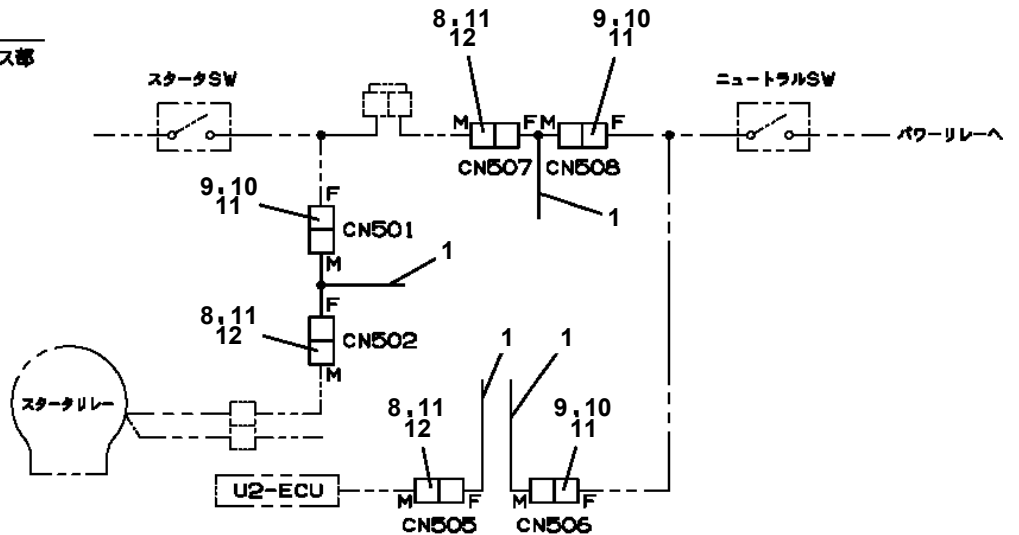 8,11
12
9,10
11
ス部
スタータSW
ニュートラルSW
M
F
M
F
パワーリレーへ
CN507
CN508
9,10
11
F
CN501
1
M
1
8,11
12
F
CN502
M
1
1
スタータリレー
8,11
12
9,10
11
U2-ECU
M
F
M
F
CN505
CN506